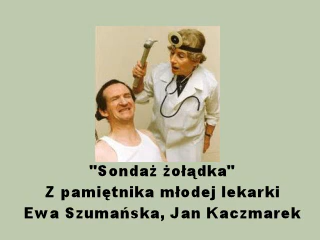 "Sondaż żołądka"
Z pamiętnika młodej lekarki
Ewa Szumańska, Jan Kaczmarek